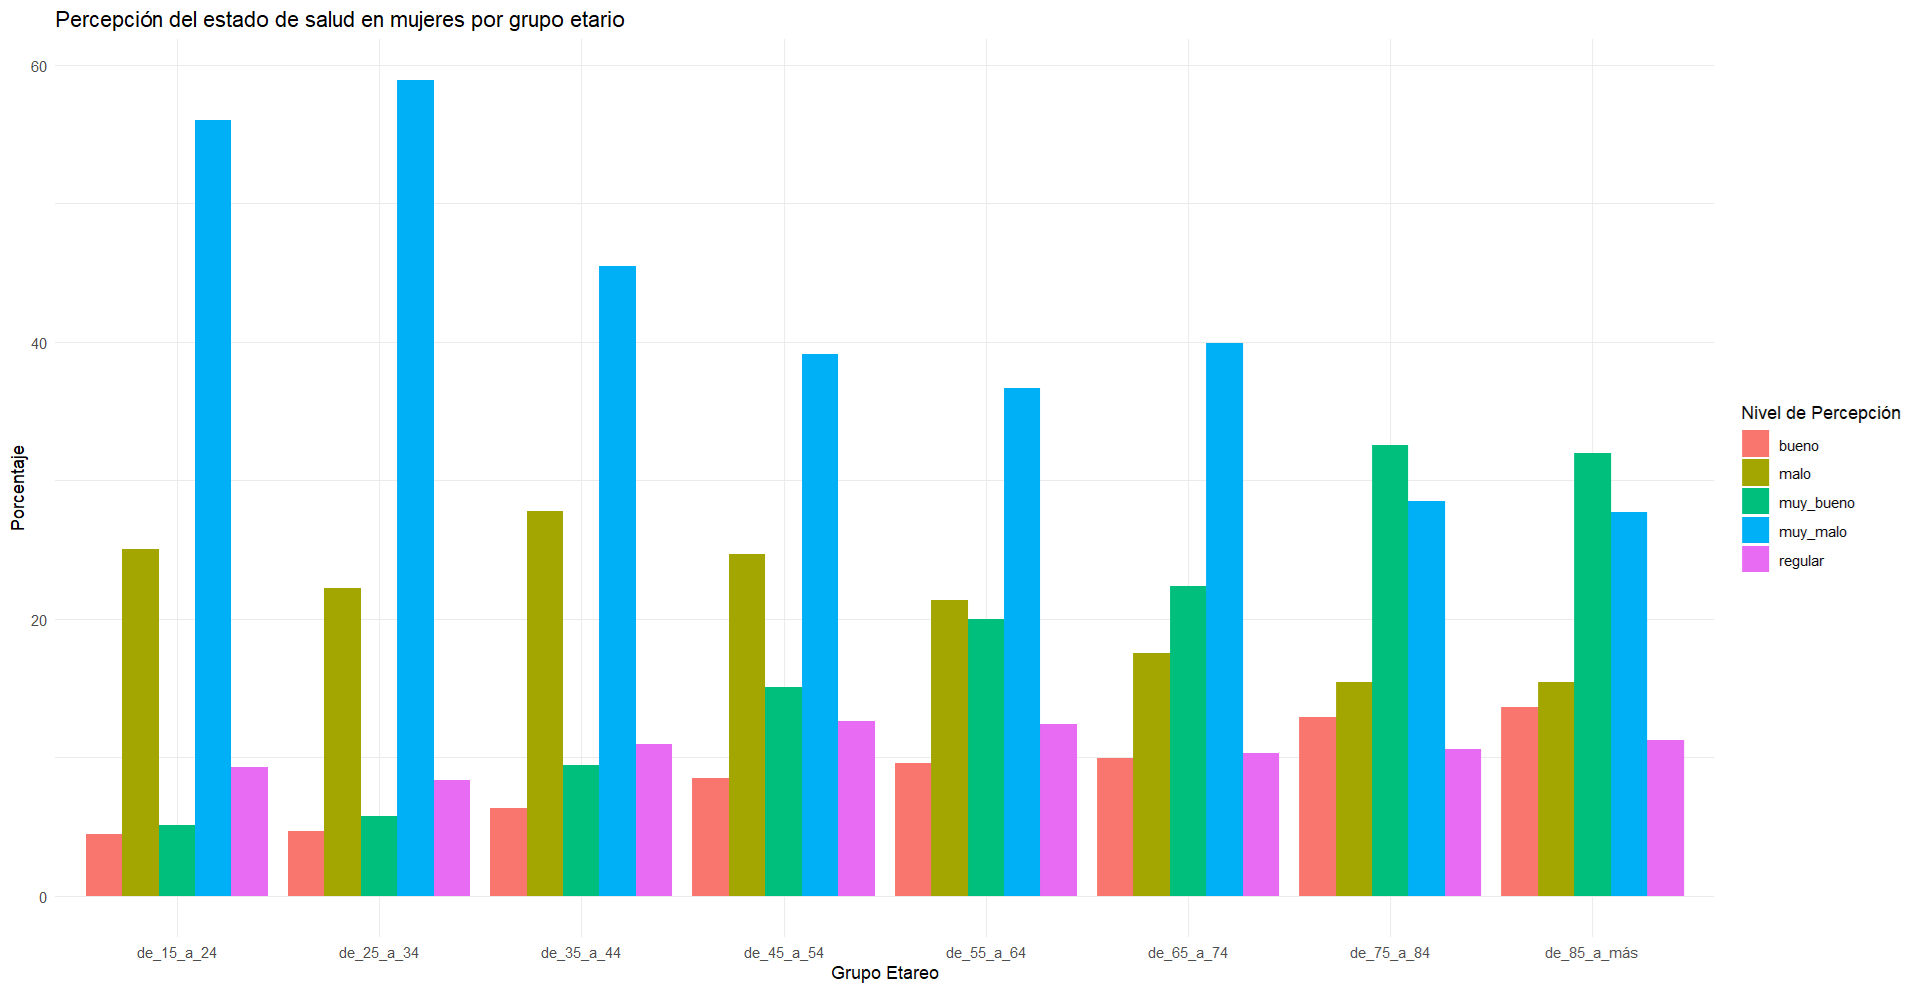 Percepción del estado de salud en mujeres por grupo etario
60
40
20
0
Porcentaje
de_15_a_24
de_25_a_34
de_35_a_44
de_45_a_54
de_55_a_64
de_65_a_74
de_75_a_84
de_85_a_más
Grupo Etareo
Nivel de Percepción
bueno
malo
muy_bueno
muy_malo
regular